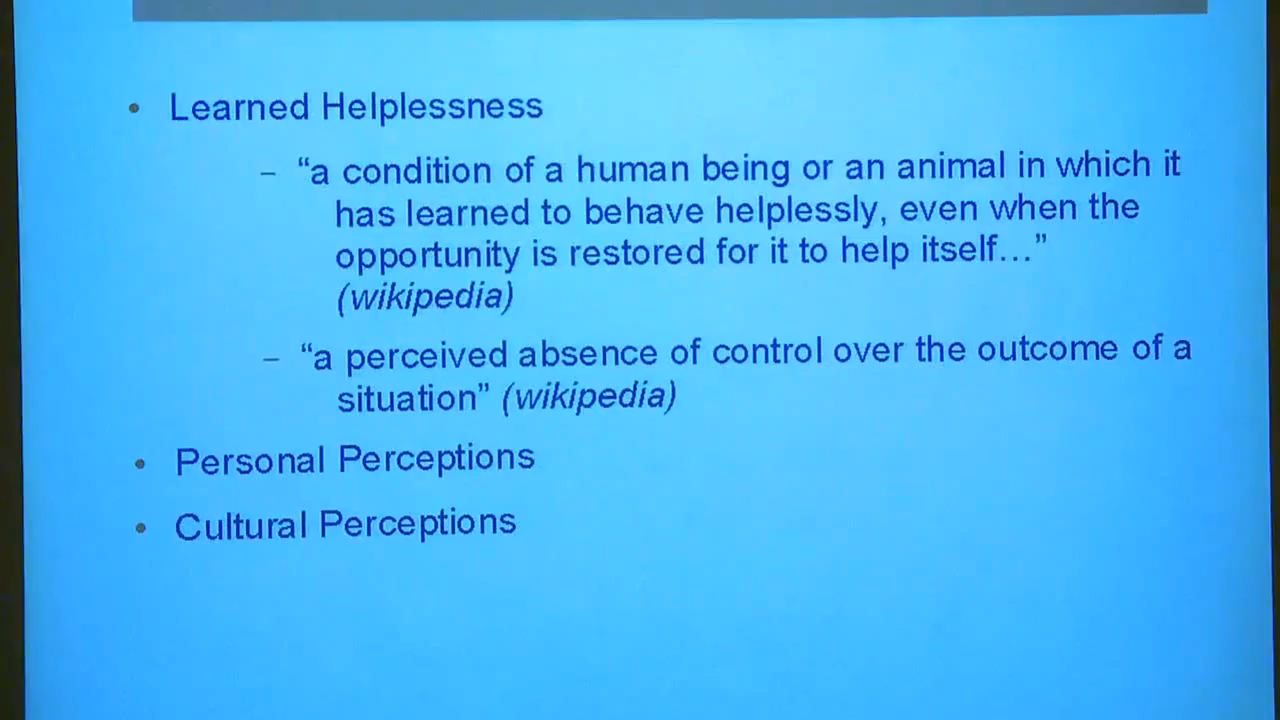 • Learned Helplessness
– “a condition of a human being or an animal in which it
has learned to behave helplessly, even when the
opportunity is restored for it to help itself…”
(wikipedia)
– “a perceived absence of control over the outcome of a
situation” (wikipedia)
• Personal Perceptions
• Cultural Perceptions